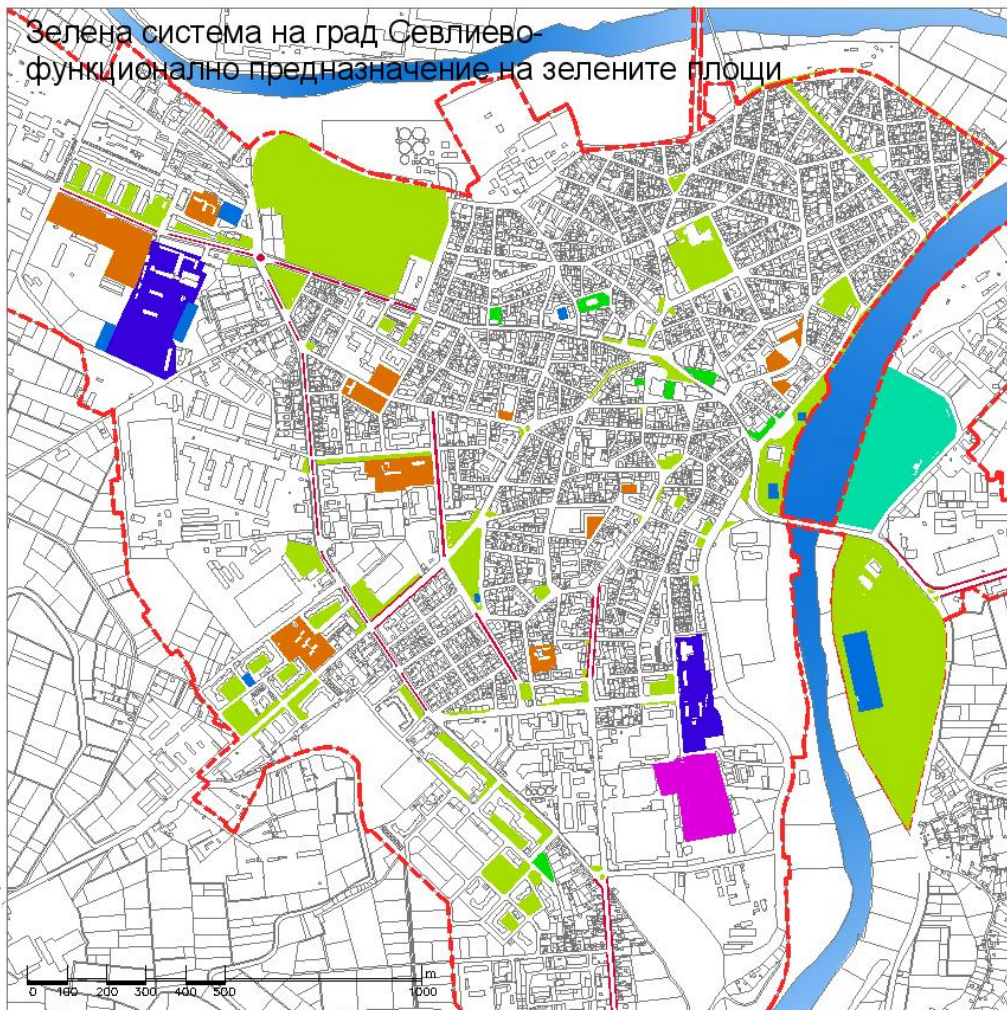 Зелена система на град Севлиево-
функционално предназначение на зелените площи
m
0 100 200 300 400 500 1000